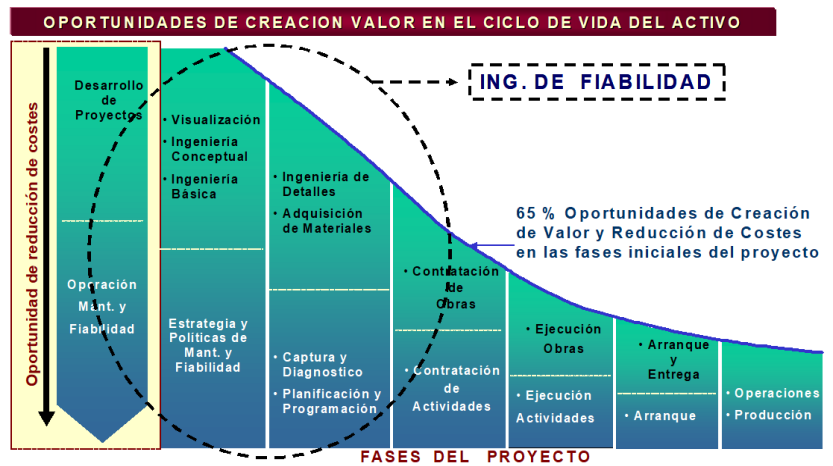 OPORTUNIDADES DE CREACION VALOR EN EL CICLO DE VIDA DEL ACTIVO
Oportunidad de reducción de costes
Desarrollo
de
Proyectos
Operación
Mant. y
Fiabilidad
• Visualización
• Ingeniería
Conceptual
• Ingeniería
Básica
Estrategia y
Políticas de
Mant. y
Fiabilidad
• Ingeniería de
Detalles
• Adquisición
de Materiales
• Captura y
Diagnostico
• Planificación y
Programación
• Contratación
de
Obras
• Contratación
de
Actividades
• Ejecución
Obras
• Ejecución
Actividades
• Arranque
y
Entrega
• Arranque
• Operaciones
• Producción
ING. DE FIABILIDAD
65 % Oportunidades de Creación
de Valor y Reducción de Costes
en las fases iniciales del proyecto
FASES DEL PROYECTO